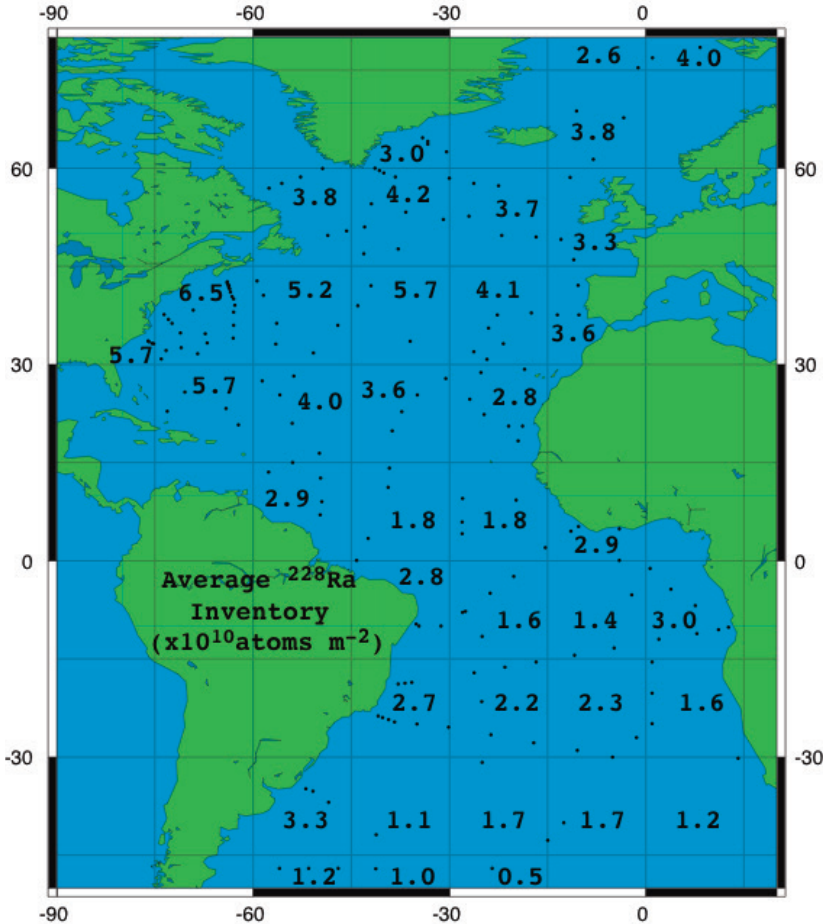 -90 -60 -30 0
2.6 4.0
3.8
3.0
60 60
3.8 4.2 3.7
3.3
6.5 5.2 5.7 4.1
3.6
5.7
30 30
5.7 4.0 3.6 2.8
2.9
1.8 1.8
2.9
0 0
Average ²²⁸Ra 2.8
Inventory 1.6 1.4 3.0
(x10¹⁰atoms m⁻²)
2.7 2.2 2.3 1.6
-30 -30
3.3 1.1 1.7 1.7 1.2
1.2 1.0 0.5
-90 -60 -30 0